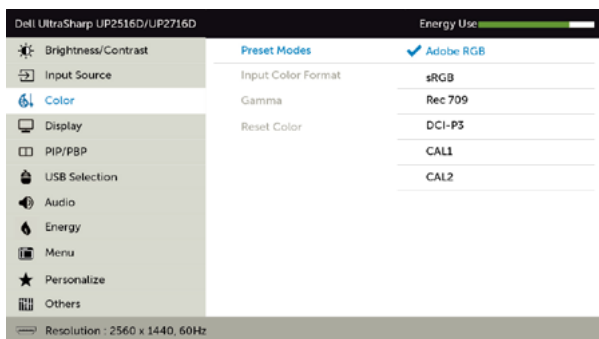 Dell UltraSharp UP2516D/UP2716D Energy Use
Brightness/Contrast Preset Modes Adobe RGB
Input Source Input Color Format sRGB
Color Gamma Rec 709
Display Reset Color DCI-P3
PIP/PBP CAL1
USB Selection CAL2
Audio
Energy
Menu
Personalize
Others
Resolution : 2560 x 1440, 60Hz